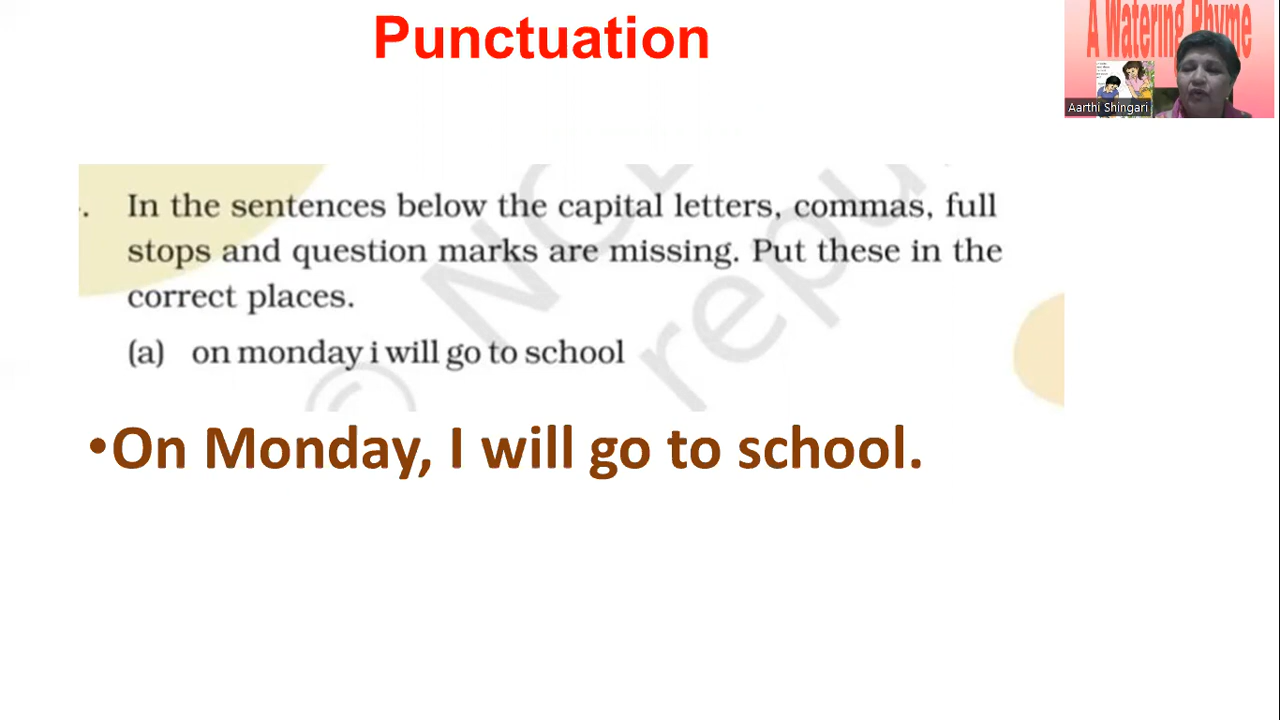 Punctuation
A Watering Rhyme
Aarthi Shingari
. In the sentences below the capital letters, commas, full
stops and question marks are missing. Put these in the
correct places.
(a) on monday i will go to school
•On Monday, I will go to school.